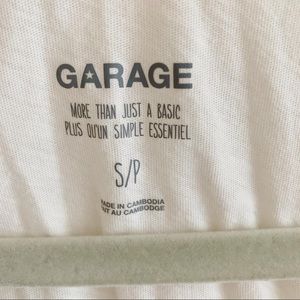 GARAGE
MORE THAN JUST A BASIC
PLUS QU'UN SIMPLE ESSENTIEL
S/P
MADE IN CAMBODIA
FAIT AU CAMBODGE